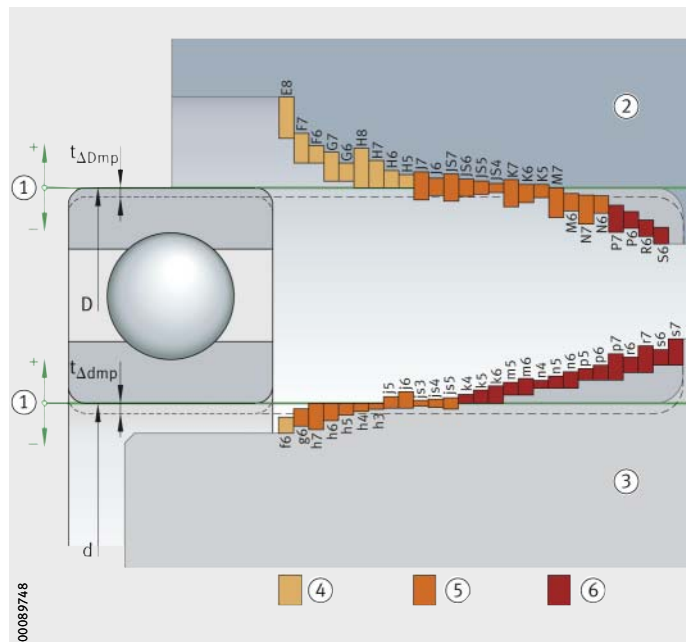 E8
F7
F6
G7
G6
H8
H7
H6
H5
J7
J6
JS7
JS6
JS5
JS4
K7
K6
K5
M7
M6
N7
N6
P7
P6
R6
S6
2
+
1
–
t∆Dmp
D
+
1
–
t∆dmp
d
f6
g6
h7
h6
h5
h4
h3
j5
j6
js3
js4
js5
k4
k5
k6
m5
m6
n4
n5
n6
p5
p6
p7
r6
r7
s6
s7
3
4
5
6
00089748